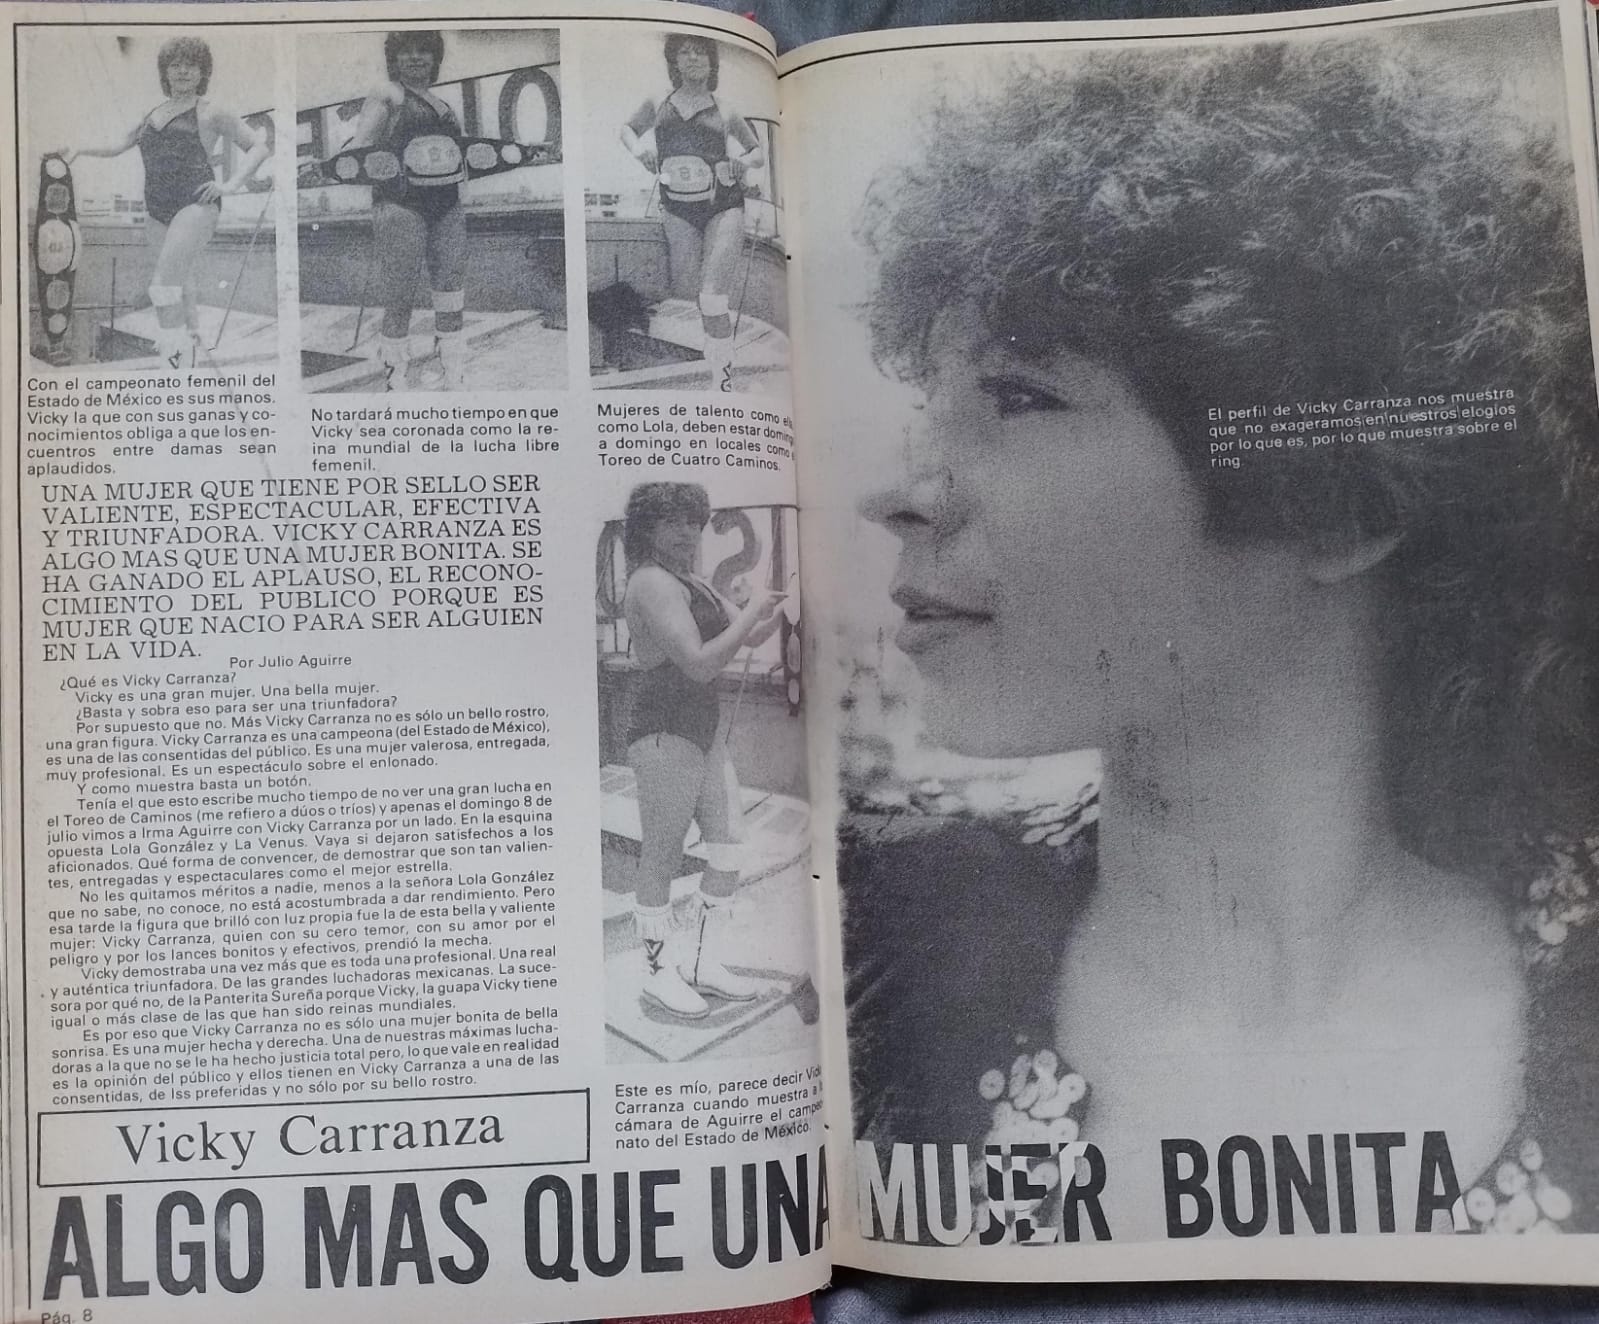 Con el campeonato femenil del
Estado de México es sus manos.
Vicky la que con sus ganas y co-
nocimientos obliga a que los en-
cuentros entre damas sean
aplaudidos.
No tardará mucho tiempo en que
Vicky sea coronada como la re-
ina mundial de la lucha libre
femenil.
Mujeres de talento como
como Lola, deben estar
a domingo en locales como
Toreo de Cuatro Caminos.
UNA MUJER QUE TIENE POR SELLO SER
VALIENTE, ESPECTACULAR, EFECTIVA
Y TRIUNFADORA. VICKY CARRANZA ES
ALGO MAS QUE UNA MUJER BONITA. SE
HA GANADO EL APLAUSO, EL RECONO-
CIMIENTO DEL PUBLICO PORQUE ES
MUJER QUE NACIO PARA SER ALGUIEN
EN LA VIDA.
Por Julio Aguirre
¿Qué es Vicky Carranza?
Vicky es una gran mujer. Una bella mujer.
¿Basta y sobra eso para ser una triunfadora?
Por supuesto que no. Más Vicky Carranza no es sólo un bello rostro,
una gran figura. Vicky Carranza es una campeona (del Estado de México),
es una de las consentidas del público. Es una mujer valerosa, entregada,
muy profesional. Es un espectáculo sobre el enlonado.
Y como muestra basta un botón.
Tenía el que esto escribe mucho tiempo de no ver una gran lucha en
el Toreo de Caminos (me refiero a dúos o tríos) y apenas el domingo 8 de
julio vimos a Irma Aguirre con Vicky Carranza por un lado. En la esquina
opuesta Lola González y La Venus. Vaya si dejaron satisfechos a los
aficionados. Qué forma de convencer, de demostrar que son tan valien-
tes, entregadas y espectaculares como el mejor estrella.
No les quitamos méritos a nadie, menos a la señora Lola González
que no sabe, no conoce, no está acostumbrada a dar rendimiento. Pero
esa tarde la figura que brilló con luz propia fue la de esta bella y valiente
mujer: Vicky Carranza, quien con su cero temor, con su amor por el
peligro y por los lances bonitos y efectivos, prendió la mecha.
Vicky demostraba una vez más que es toda una profesional. Una real
y auténtica triunfadora. De las grandes luchadoras mexicanas. La suce-
sora por qué no, de la Panterita Sureña porque Vicky, la guapa Vicky tiene
igual o más clase de las que han sido reinas mundiales.
Es por eso que Vicky Carranza no es sólo una mujer bonita de bella
sonrisa. Es una mujer hecha y derecha. Una de nuestras máximas lucha-
doras a la que no se le ha hecho justicia total pero, lo que vale en realidad
es la opinión del público y ellos tienen en Vicky Carranza a una de las
consentidas, de lss preferidas y no sólo por su bello rostro.
Este es mío, parece decir
Carranza cuando muestra a
cámara de Aguirre el
nato del Estado de México.
El perfil de Vicky Carranza nos muestra
que no exageramos en nuestros elogios
por lo que es, por lo que muestra sobre el
ring.
Vicky Carranza
ALGO MAS QUE UNA MUJER BONITA
Pág. 8